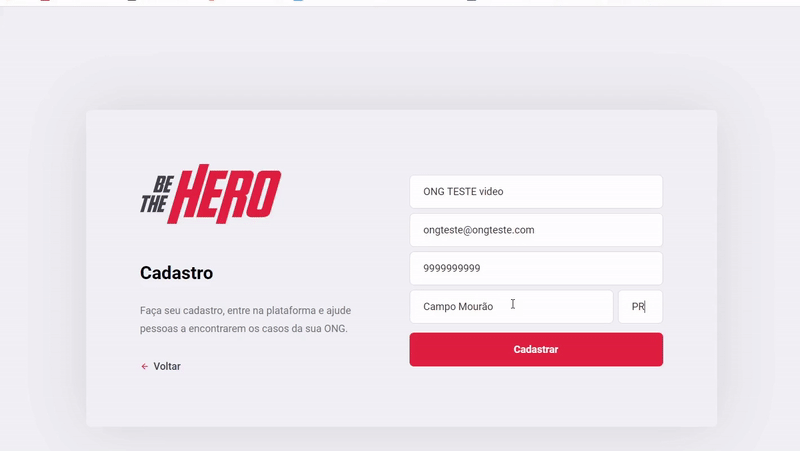 BE
THE HERO
Cadastro
Faça seu cadastro, entre na plataforma e ajude
pessoas a encontrarem os casos da sua ONG.
Voltar
ONG TESTE video
ongteste@ongteste.com
9999999999
Campo Mourão
PR
Cadastrar